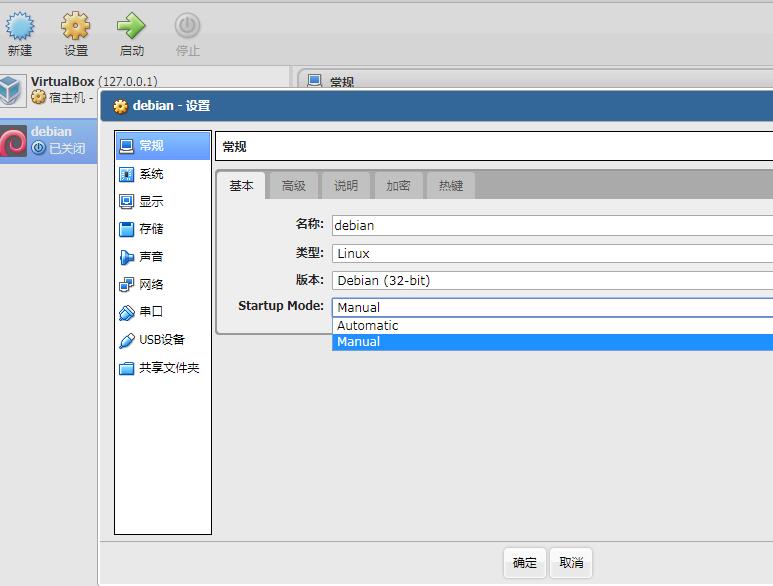 新建 设置 启动 停止
VirtualBox (127.0.0.1)
宿主机 -
debian
已关闭
常规
debian - 设置
常规
系统
显示
存储
声音
网络
串口
USB设备
共享文件夹
常规
基本 高级 说明 加密 热键
名称: debian
类型: Linux
版本: Debian (32-bit)
Startup Mode: Manual
Automatic
Manual
确定 取消